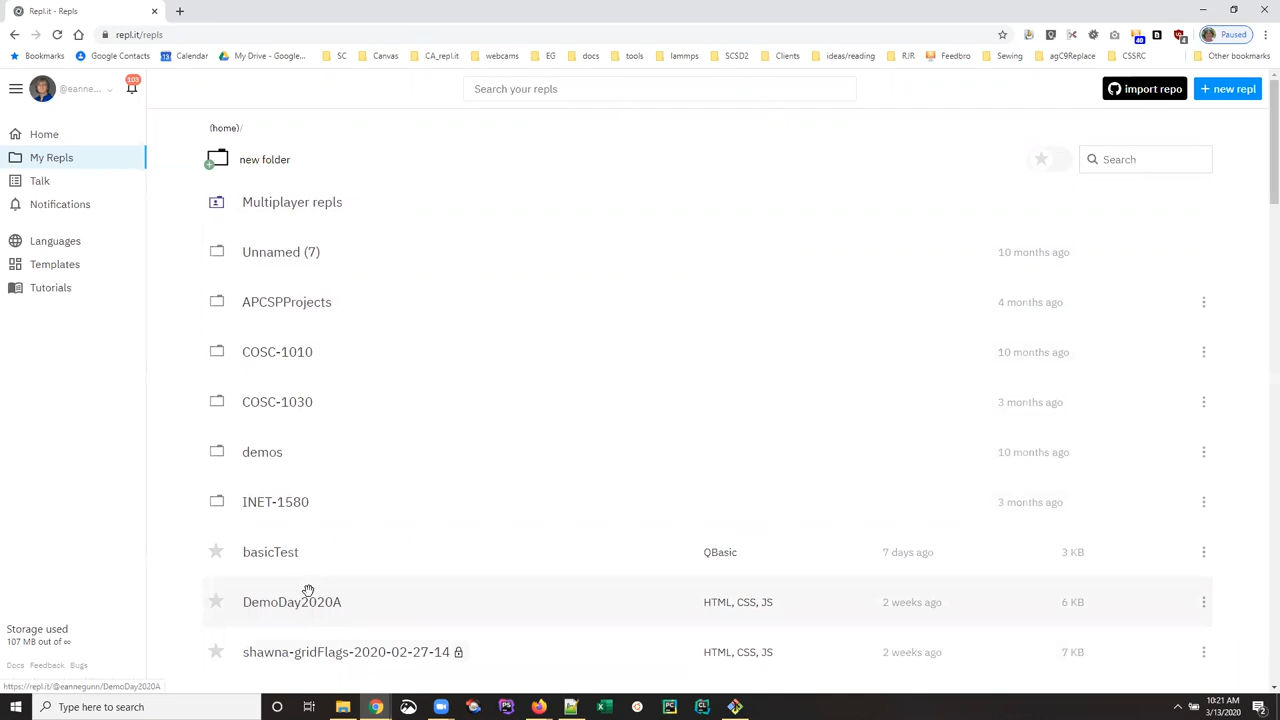 Repl.it - Repls
repl.it/repls
Paused
Bookmarks Google Contacts Calendar My Drive - Google... SC Canvas CA_repl.it webcams EG docs tools lammps SCSD2 Clients ideas/reading RJR Feedbro Sewing agC9Replace CSSRC Other bookmarks
@eanne... 103
Search your repls
import repo
+ new repl
Home
My Repls
Talk
Notifications
Languages
Templates
Tutorials
(home)/
new folder
Search
Multiplayer repls
Unnamed (7) 10 months ago
APCSPProjects 4 months ago
COSC-1010 10 months ago
COSC-1030 3 months ago
demos 10 months ago
INET-1580 3 months ago
basicTest QBasic 7 days ago 3 KB
DemoDay2020A HTML, CSS, JS 2 weeks ago 6 KB
shawna-gridFlags-2020-02-27-14 HTML, CSS, JS 2 weeks ago 7 KB
Storage used
107 MB out of ∞
Docs Feedback Bugs
https://repl.it/@eannegunn/DemoDay2020A
Type here to search
10:21 AM
3/13/2020